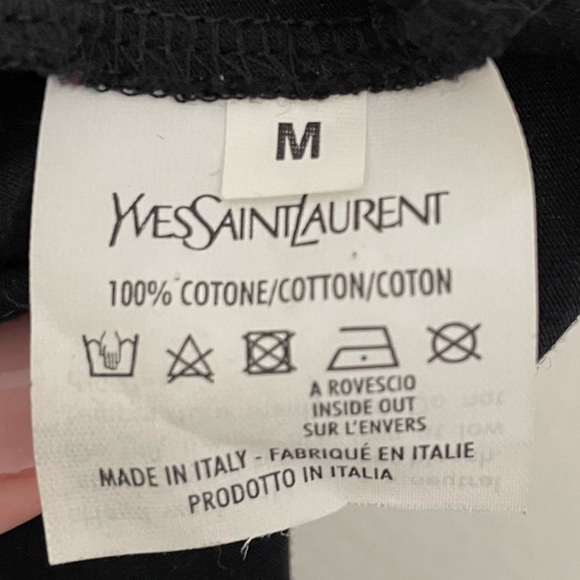 M
YVESSAINTLAURENT
100% COTONE/COTTON/COTON
A ROVESCIO
INSIDE OUT
SUR L'ENVERS
MADE IN ITALY - FABRIQUÉ EN ITALIE
PRODOTTO IN ITALIA